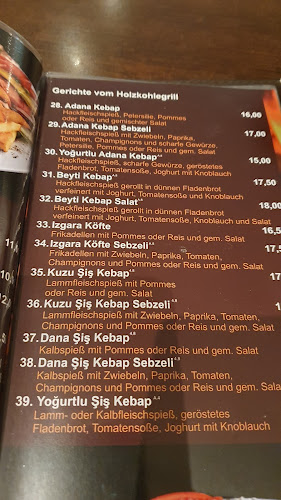 Gerichte vom Holzkohlegrill
28. Adana Kebap
Hackfleischspieß, Petersilie, Pommes 16,00
oder Reis und gemischter Salat
29. Adana Kebap Sebzeli
Hackfleischspieß mit Zwiebeln, Paprika, 17,00
Tomaten, Champignons und scharfe Gewürze,
Petersilie, Pommes oder Reis und gem. Salat
30. Yoğurtlu Adana Kebap
Hackfleischspieß, scharfe Gewürze, geröstetes 15,00
Fladenbrot, Tomatensoße, Joghurt mit Knoblauch
31. Beyti Kebap 17,50
Hackfleischspieß gerollt in dünnen Fladenbrot
verfeinert mit Joghurt, Tomatensoße und Knoblauch
32. Beyti Kebap Salat 18,00
Hackfleischspieß gerollt in dünnen Fladenbrot
verfeinert mit Joghurt, Tomatensoße, Knoblauch und Salat
33. Izgara Köfte 16,5
Frikadellen mit Pommes oder Reis und gem. Salat
34. Izgara Köfte Sebzeli
Frikadellen mit Zwiebeln, Paprika, Tomaten,
Champignons und Pommes oder Reis und gem. Salat
35. Kuzu Şiş Kebap
Lammfleischspieß mit Pommes
oder Reis und gem. Salat
36. Kuzu Şiş Kebap Sebzeli
Lammfleischspieß mit Zwiebeln, Paprika, Tomaten,
Champignons und Pommes oder Reis und gem. Salat
37. Dana Şiş Kebap
Kalbspieß mit Pommes oder Reis und gem. Salat
38. Dana Şiş Kebap Sebzeli
Kalbspieß mit Zwiebeln, Paprika, Tomaten,
Champignons und Pommes oder Reis und gem. Salat
39. Yoğurtlu Şiş Kebap
Lamm- oder Kalbfleischspieß, geröstetes
Fladenbrot, Tomatensoße, Joghurt mit Knoblauch